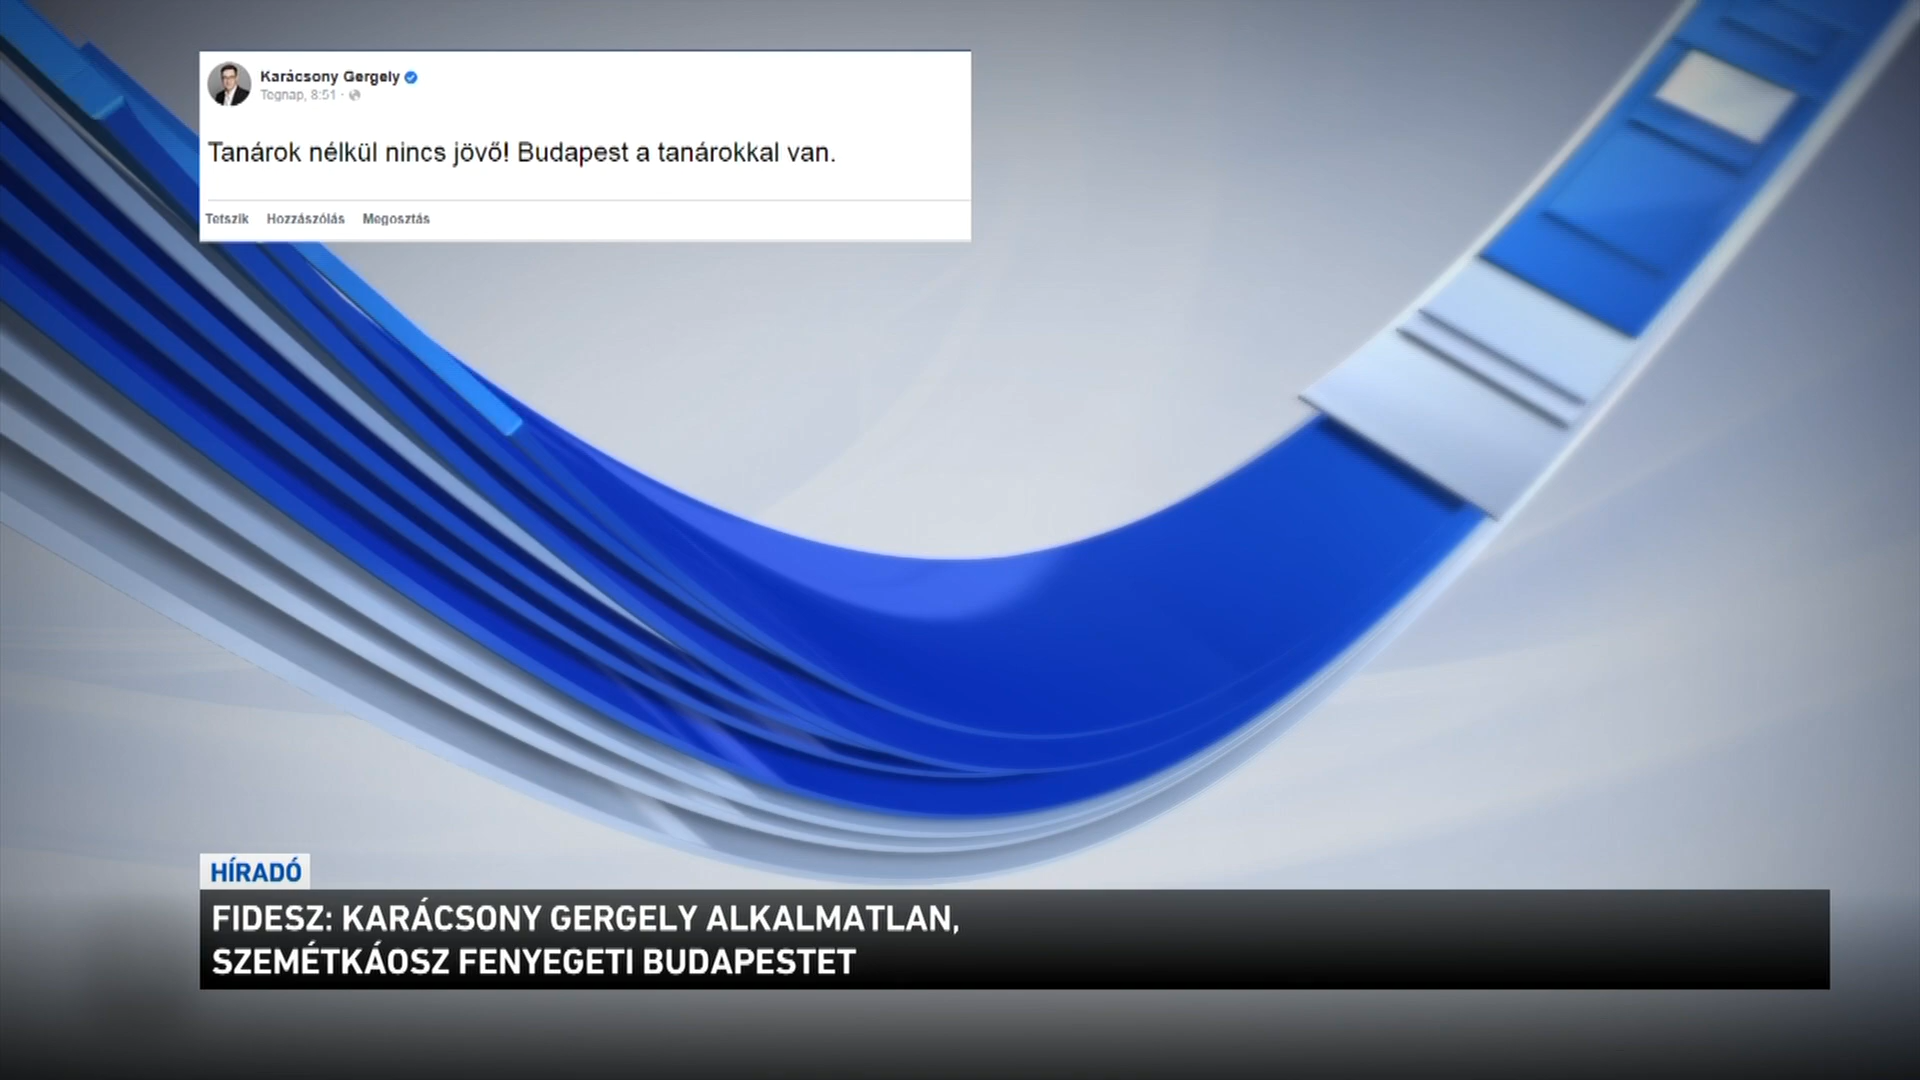 Karácsony Gergely
Tegnap, 8:51 ·
Tanárok nélkül nincs jövő! Budapest a tanárokkal van.
Tetszik Hozzászólás Megosztás
HÍRADÓ
FIDESZ: KARÁCSONY GERGELY ALKALMATLAN,
SZEMÉTKÁOSZ FENYEGETI BUDAPESTET